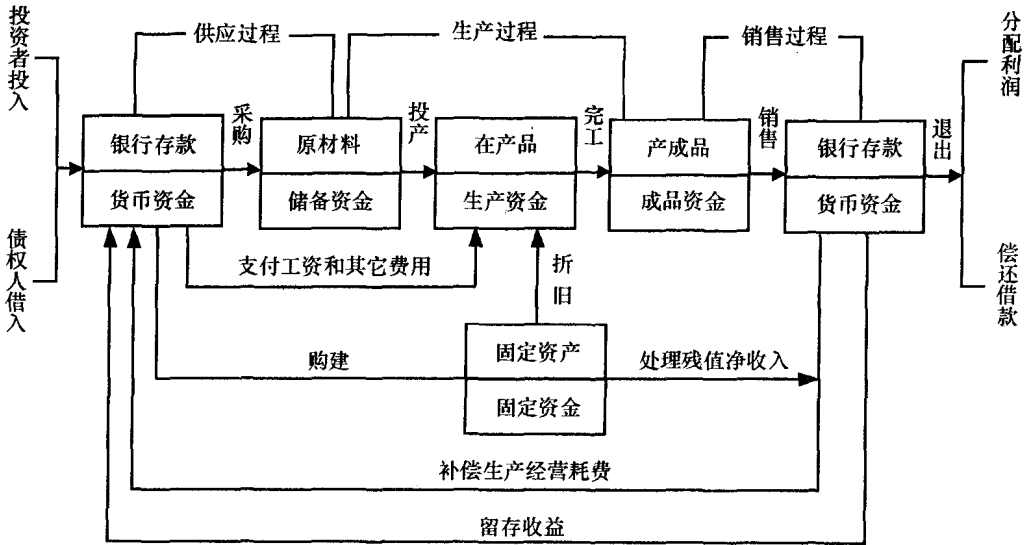 投资者投入
债权人借入
供应过程
生产过程
销售过程
分配利润
偿还借款
银行存款
货币资金
采购
原材料
储备资金
投产
在产品
生产资金
完工
产成品
成品资金
销售
银行存款
货币资金
退出
支付工资和其它费用
折旧
购建
固定资产
固定资金
处理残值净收入
补偿生产经营耗费
留存收益